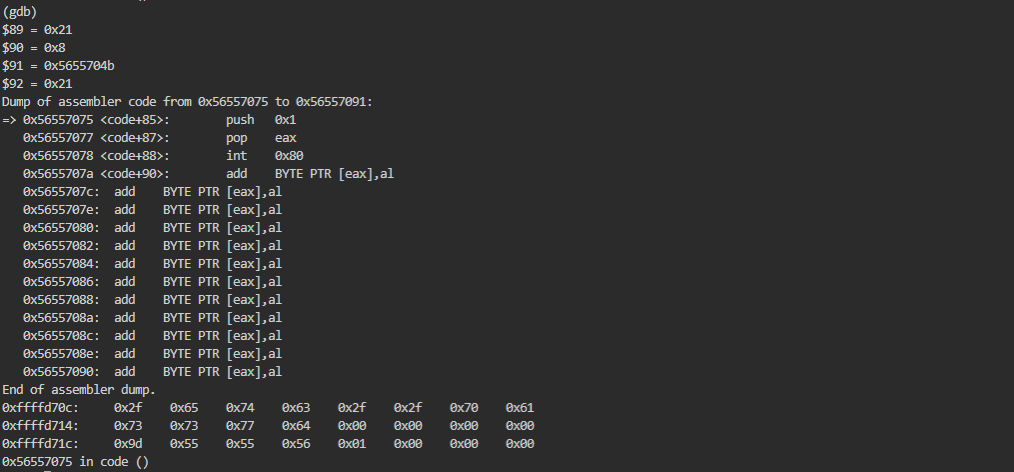 (gdb)
$89 = 0x21
$90 = 0x8
$91 = 0x5655704b
$92 = 0x21
Dump of assembler code from 0x56557075 to 0x56557091:
=> 0x56557075 <code+85>:        push   0x1
   0x56557077 <code+87>:        pop    eax
   0x56557078 <code+88>:        int    0x80
   0x5655707a <code+90>:        add    BYTE PTR [eax],al
   0x5655707c:  add    BYTE PTR [eax],al
   0x5655707e:  add    BYTE PTR [eax],al
   0x56557080:  add    BYTE PTR [eax],al
   0x56557082:  add    BYTE PTR [eax],al
   0x56557084:  add    BYTE PTR [eax],al
   0x56557086:  add    BYTE PTR [eax],al
   0x56557088:  add    BYTE PTR [eax],al
   0x5655708a:  add    BYTE PTR [eax],al
   0x5655708c:  add    BYTE PTR [eax],al
   0x5655708e:  add    BYTE PTR [eax],al
   0x56557090:  add    BYTE PTR [eax],al
End of assembler dump.
0xffffd70c:     0x2f    0x65    0x74    0x63    0x2f    0x2f    0x70    0x61
0xffffd714:     0x73    0x73    0x77    0x64    0x00    0x00    0x00    0x00
0xffffd71c:     0x9d    0x55    0x55    0x56    0x01    0x00    0x00    0x00
0x56557075 in code ()